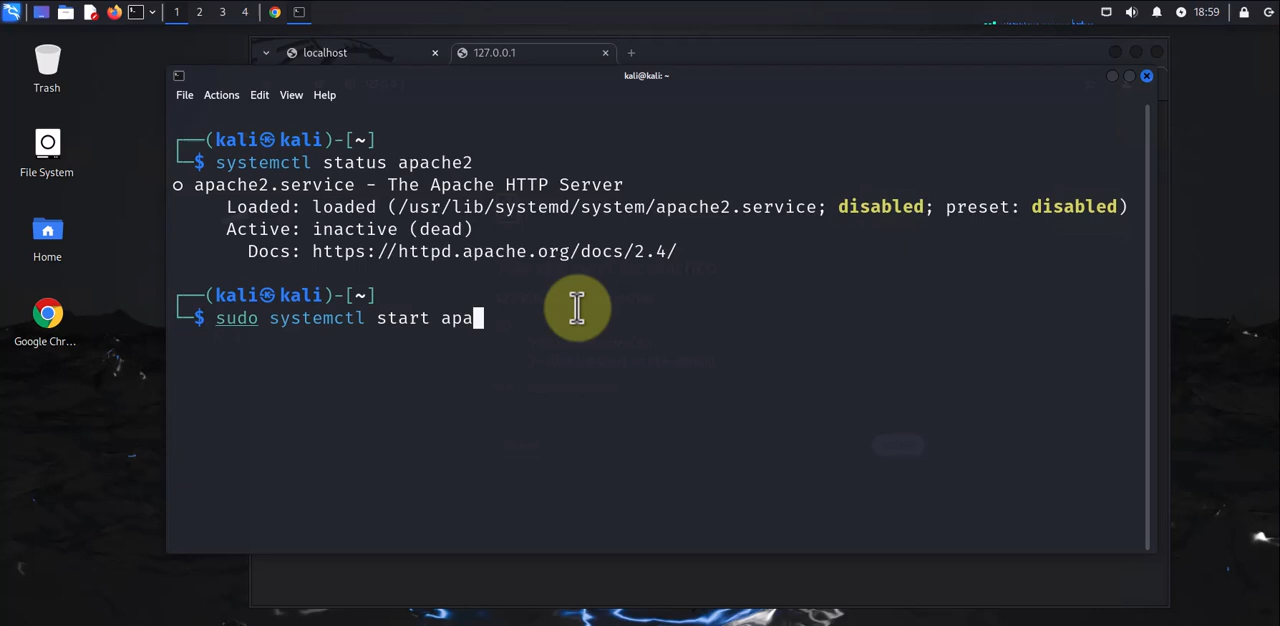 1 2 3 4
18:59
localhost
127.0.0.1
kali@kali: ~
File Actions Edit View Help
Trash
File System
Home
Google Chr...
┌──(kali㉿kali)-[~]
└─$ systemctl status apache2
○ apache2.service - The Apache HTTP Server
Loaded: loaded (/usr/lib/systemd/system/apache2.service; disabled; preset: disabled)
Active: inactive (dead)
Docs: https://httpd.apache.org/docs/2.4/
┌──(kali㉿kali)-[~]
└─$ sudo systemctl start apa